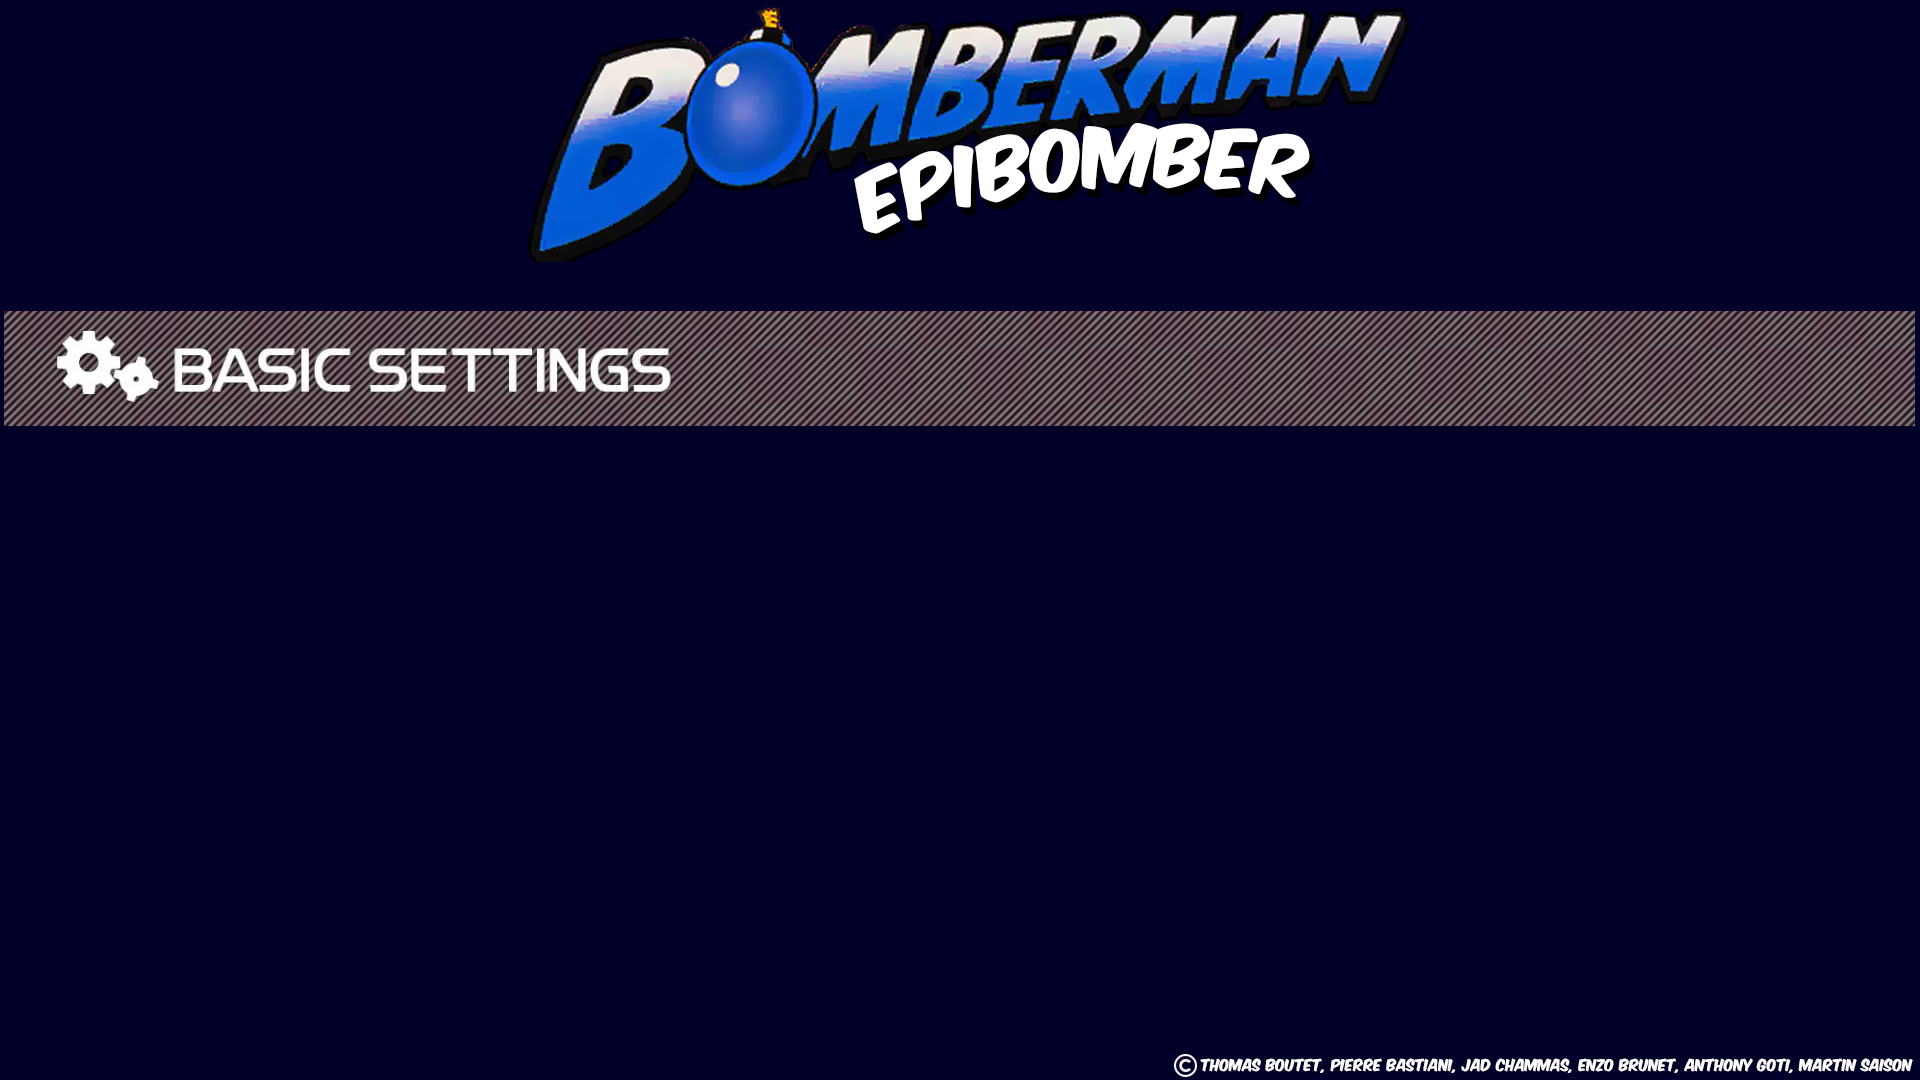 BOMBERMAN
EPIBOMBER
BASIC SETTINGS
© THOMAS BOUTET, PIERRE BASTIANI, JAD CHAMMAS, ENZO BRUNET, ANTHONY GOTI, MARTIN SAISON